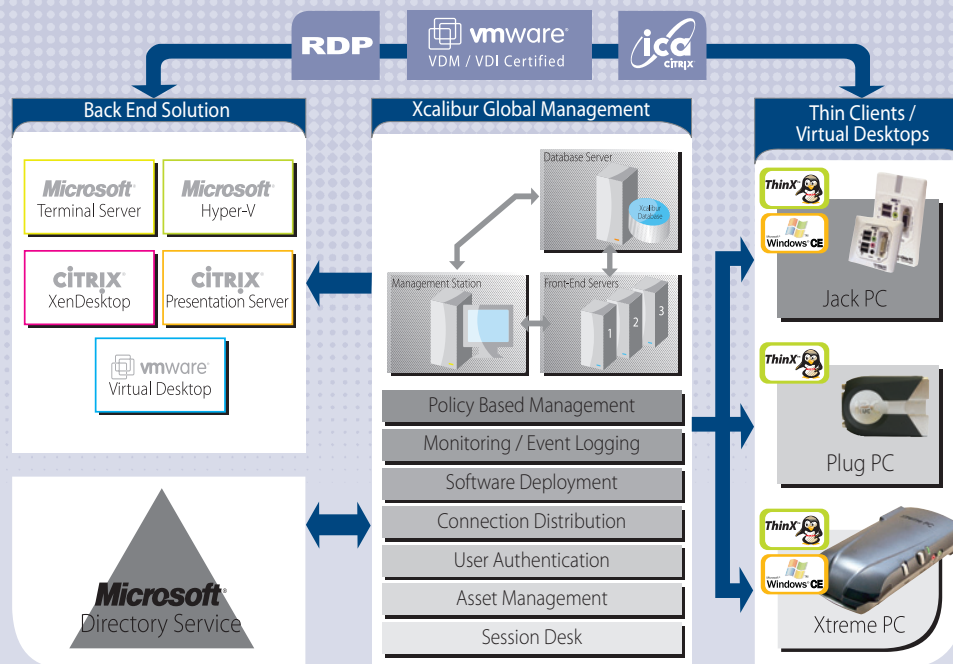 RDP
vmware®
VDM / VDI Certified
ica
CITRIX
Back End Solution
Microsoft®
Terminal Server
Microsoft®
Hyper-V
CITRIX®
XenDesktop
CITRIX®
Presentation Server
vmware®
Virtual Desktop
Microsoft®
Directory Service
Xcalibur Global Management
Database Server
Xcalibur
Database
Management Station
Front-End Servers
1
2
3
Policy Based Management
Monitoring / Event Logging
Software Deployment
Connection Distribution
User Authentication
Asset Management
Session Desk
Thin Clients /
Virtual Desktops
ThinX
Microsoft®
Windows® CE
Jack PC
ThinX
Plug PC
ThinX
Microsoft®
Windows® CE
Xtreme PC